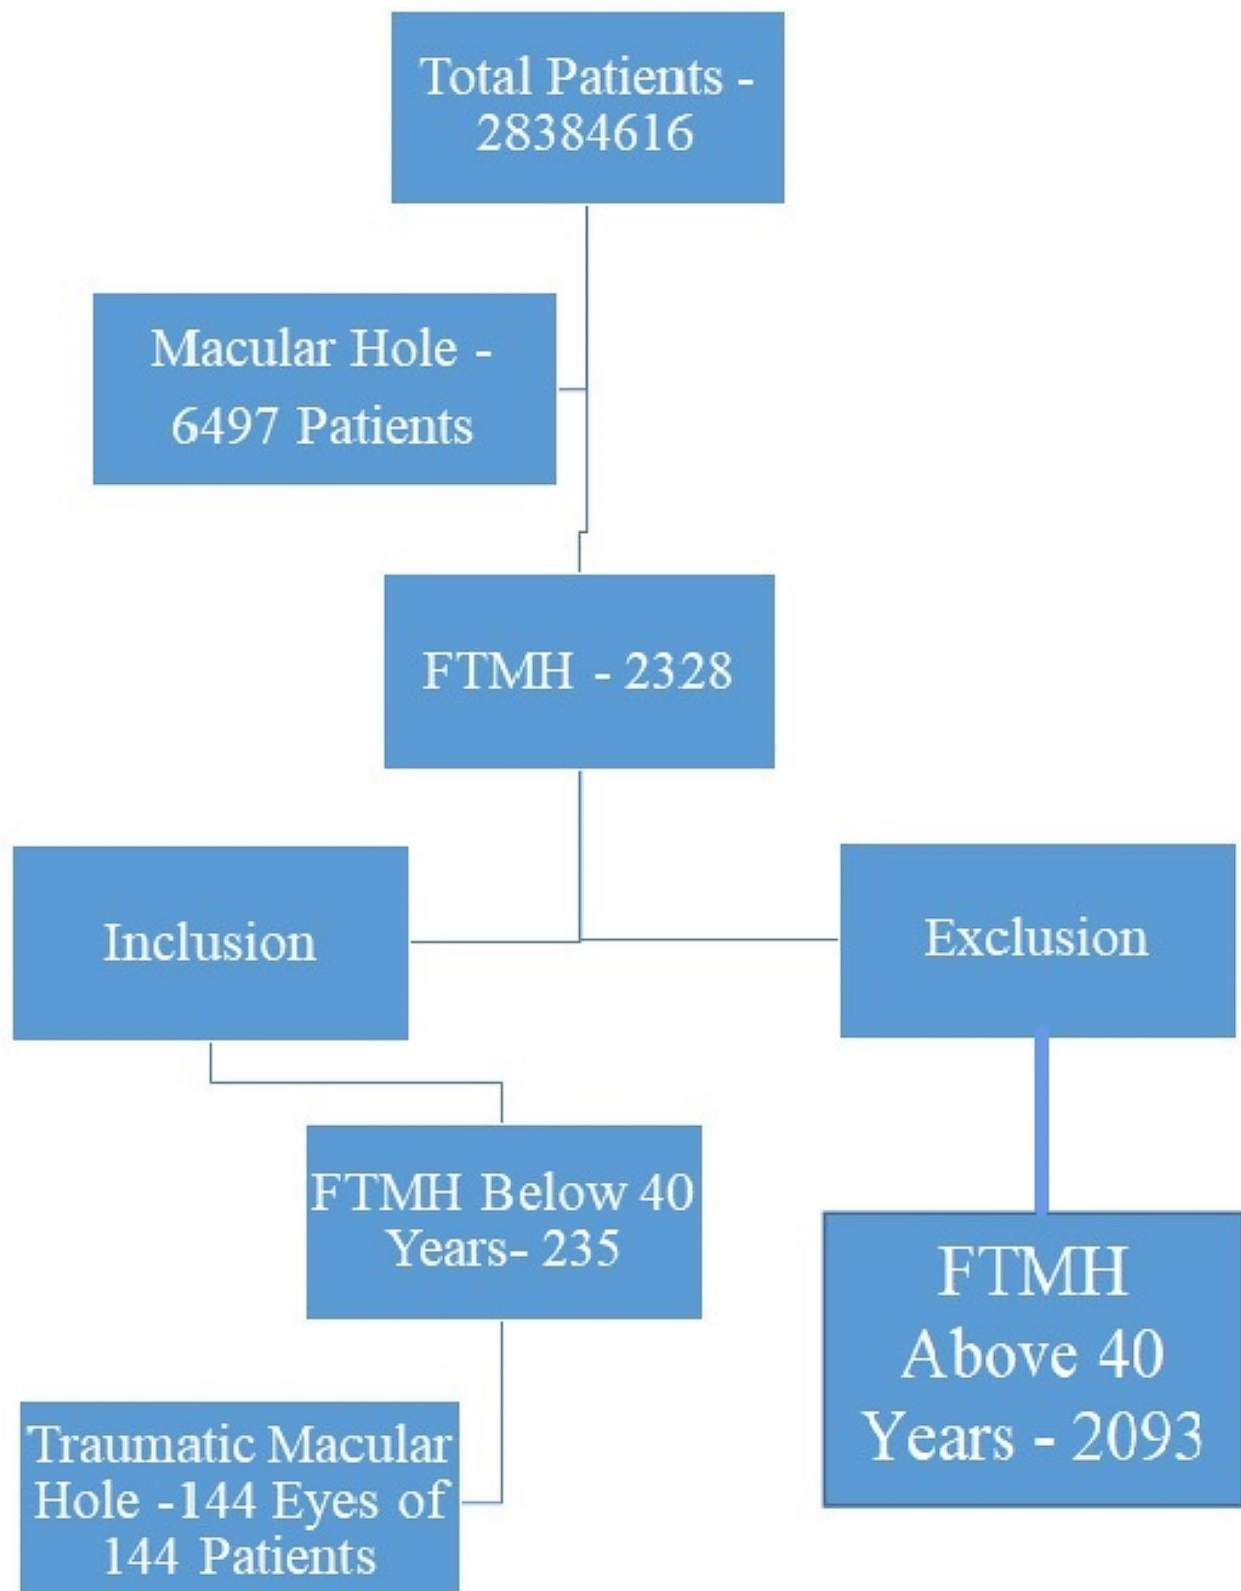 Total Patients -
28384616
Macular Hole -
6497 Patients
FTMH - 2328
Inclusion
Exclusion
FTMH Below 40
Years- 235
FTMH
Above 40
Years - 2093
Traumatic Macular
Hole -144 Eyes of
144 Patients